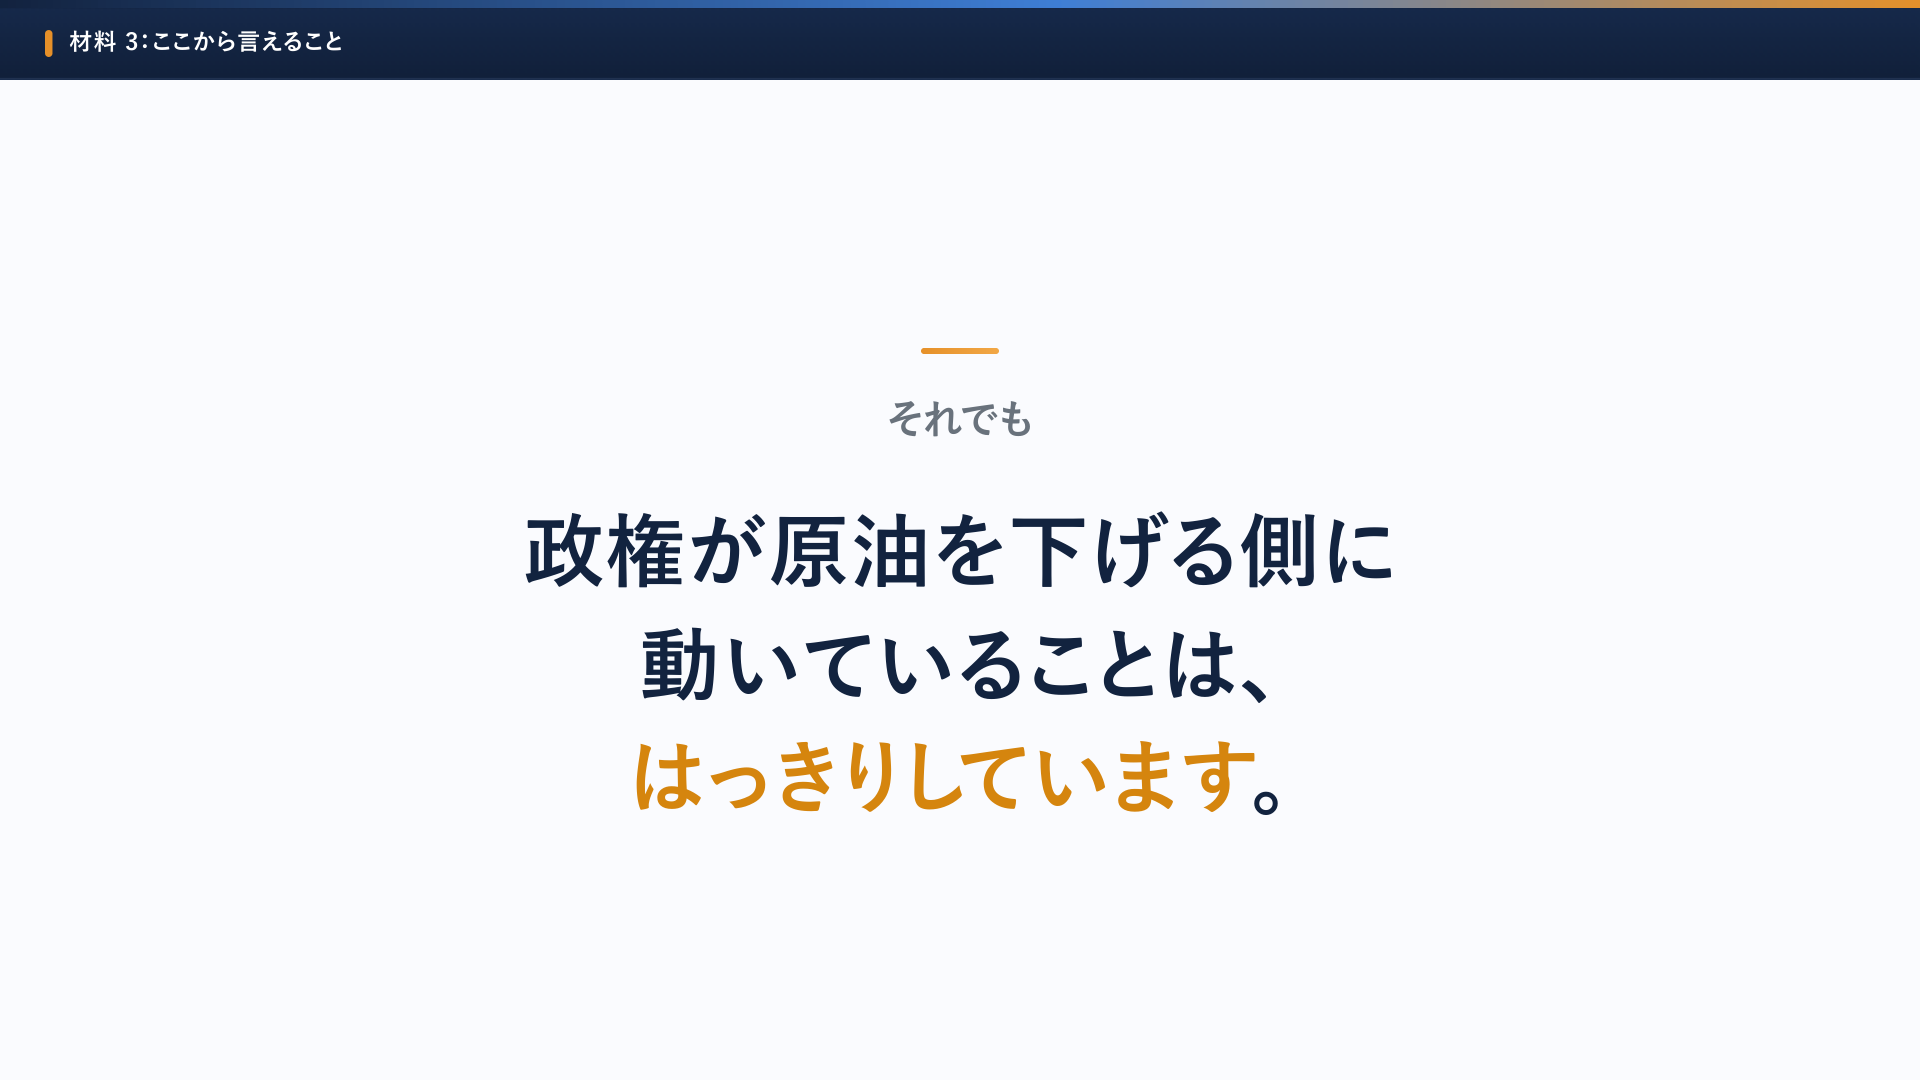 材料 3：ここから言えること
それでも
政権が原油を下げる側に
動いていることは、
はっきりしています。